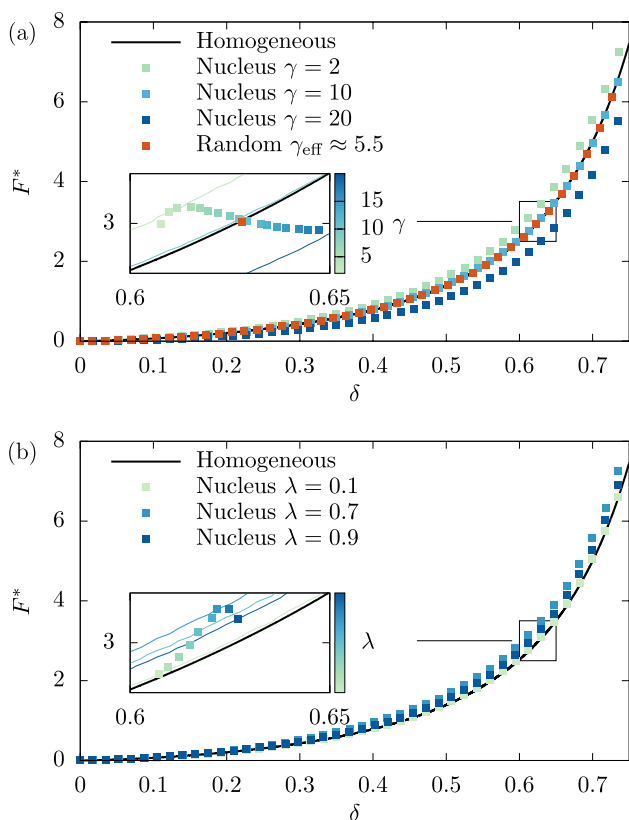 (a)
Homogeneous
Nucleus γ = 2
Nucleus γ = 10
Nucleus γ = 20
Random γeff ≈ 5.5
F*
8
6
4
2
0
3
0.6
0.65
15
10
5
γ
0
0.1
0.2
0.3
0.4
0.5
0.6
0.7
δ
(b)
Homogeneous
Nucleus λ = 0.1
Nucleus λ = 0.7
Nucleus λ = 0.9
F*
8
6
4
2
0
3
0.6
0.65
λ
0
0.1
0.2
0.3
0.4
0.5
0.6
0.7
δ